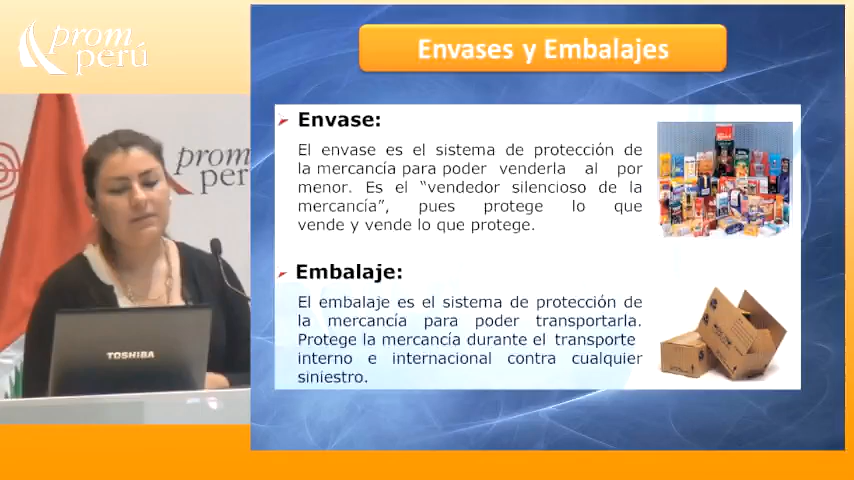 prom
perú
prom
per
TOSHIBA
Envases y Embalajes
Envase:
El envase es el sistema de protección de
la mercancía para poder venderla al por
menor. Es el “vendedor silencioso de la
mercancía”, pues protege lo que
vende y vende lo que protege.
Embalaje:
El embalaje es el sistema de protección de
la mercancía para poder transportarla.
Protege la mercancía durante el transporte
interno e internacional contra cualquier
siniestro.